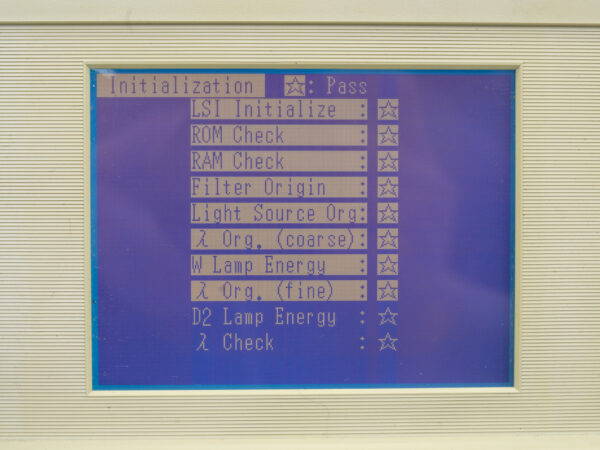 Initialization ☆: Pass
LSI Initialize : ☆
ROM Check : ☆
RAM Check : ☆
Filter Origin : ☆
Light Source Org: ☆
λ Org. (coarse): ☆
W Lamp Energy : ☆
λ Org. (fine) : ☆
D2 Lamp Energy : ☆
λ Check : ☆